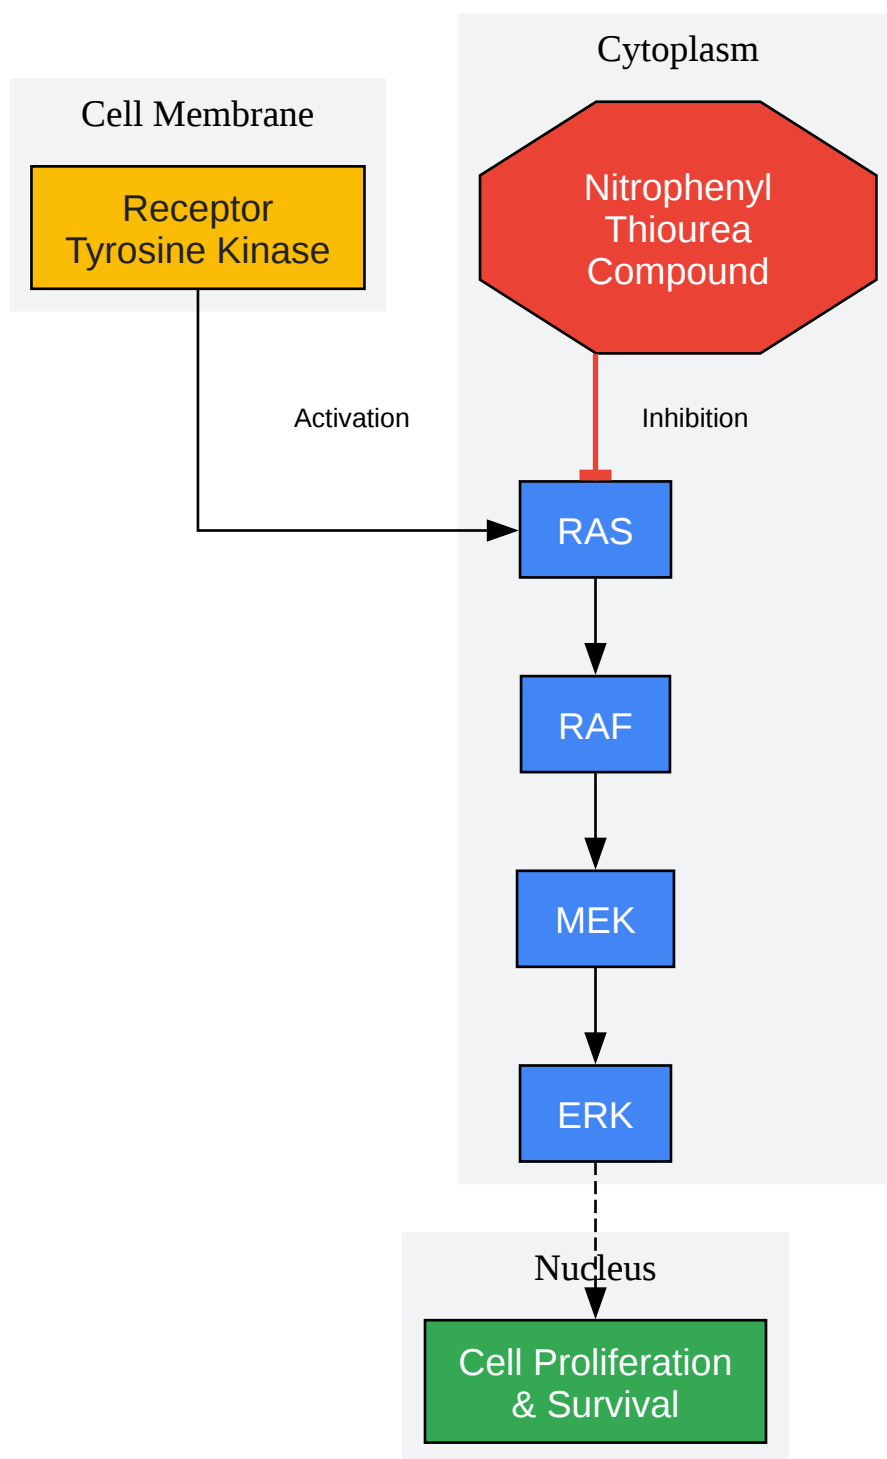 Cytoplasm
Cell Membrane
Nitrophenyl
Thiourea
Compound
Receptor
Tyrosine Kinase
Activation
Inhibition
RAS
RAF
MEK
ERK
Nucleus
Cell Proliferation
& Survival